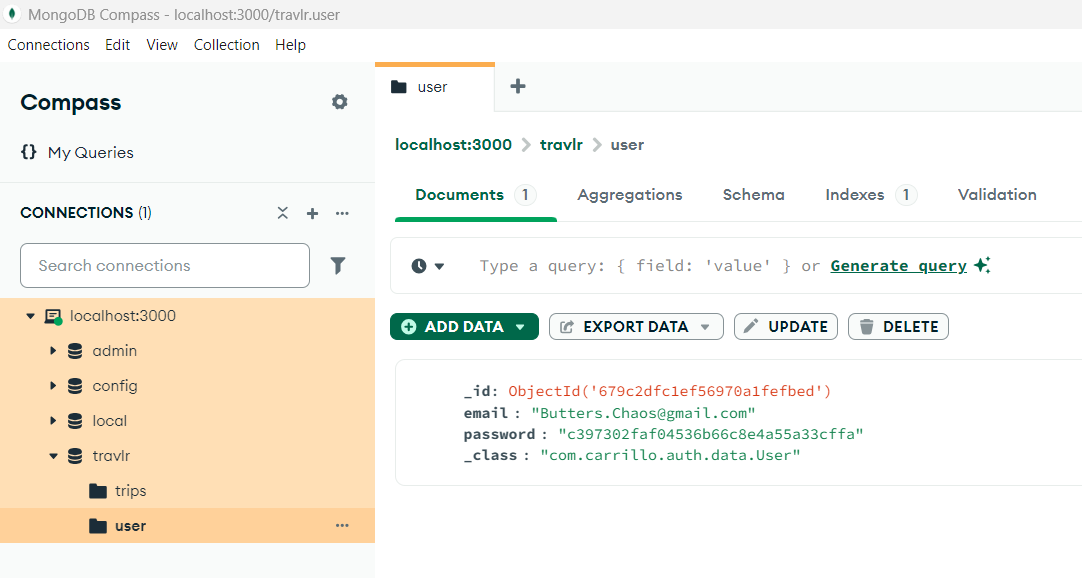 MongoDB Compass - localhost:3000/travlr.user
Connections Edit View Collection Help
Compass
{} My Queries
CONNECTIONS (1)
Search connections
localhost:3000
admin
config
local
travlr
trips
user
user
localhost:3000 > travlr > user
Documents 1 Aggregations Schema Indexes 1 Validation
Type a query: { field: 'value' } or Generate query
ADD DATA EXPORT DATA UPDATE DELETE
_id: ObjectId('679c2dfc1ef56970a1fefbed')
email : "Butters.Chaos@gmail.com"
password : "c397302faf04536b66c8e4a55a33cffa"
_class : "com.carrillo.auth.data.User"